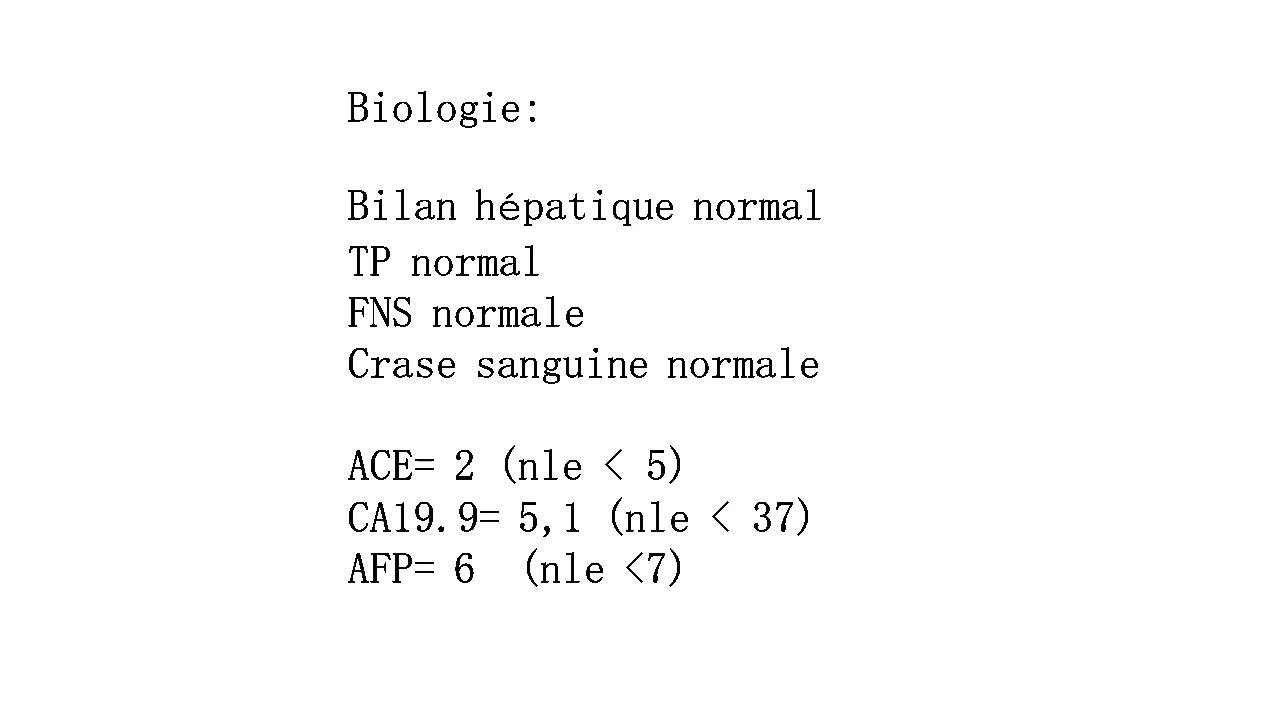 Biologie:
Bilan hépatique normal
TP normal
FNS normale
Crase sanguine normale
ACE= 2 (nle < 5)
CA19.9= 5,1 (nle < 37)
AFP= 6  (nle <7)